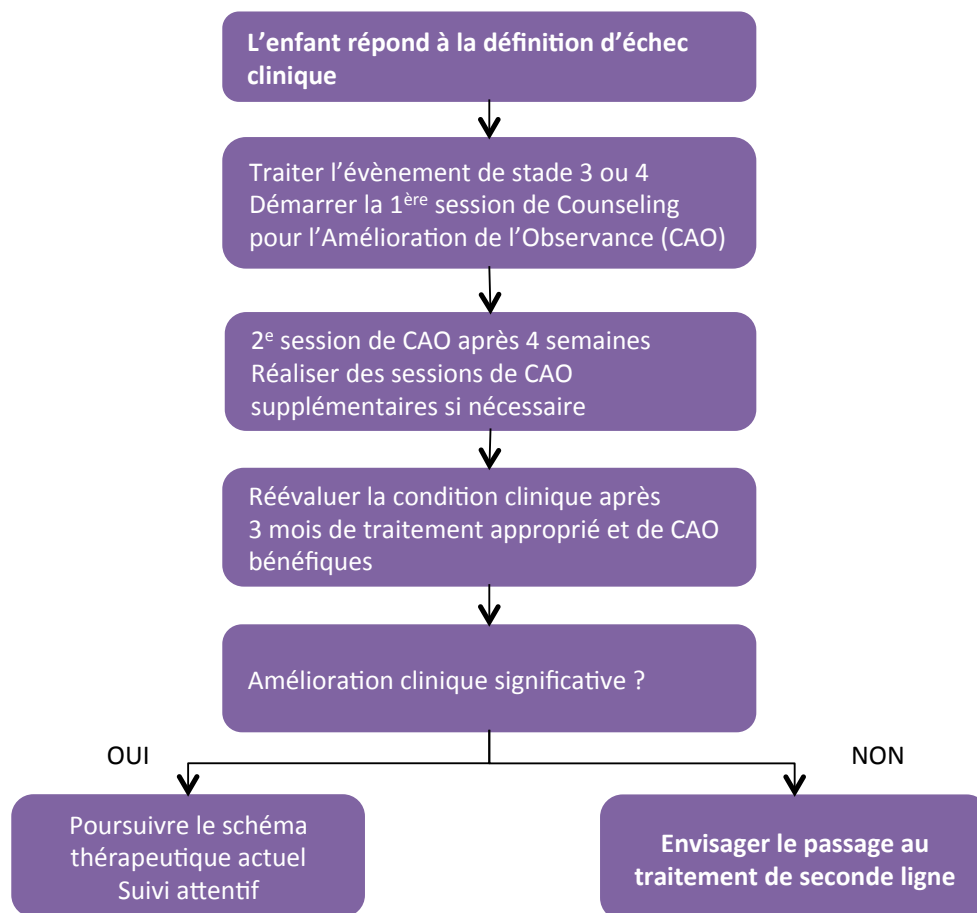 L’enfant répond à la définition d’échec
clinique
Traiter l’évènement de stade 3 ou 4
Démarrer la 1ère session de Counseling
pour l’Amélioration de l’Observance (CAO)
2e session de CAO après 4 semaines
Réaliser des sessions de CAO
supplémentaires si nécessaire
Réévaluer la condition clinique après
3 mois de traitement approprié et de CAO
bénéfiques
Amélioration clinique significative ?
OUI
NON
Poursuivre le schéma
thérapeutique actuel
Suivi attentif
Envisager le passage au
traitement de seconde ligne